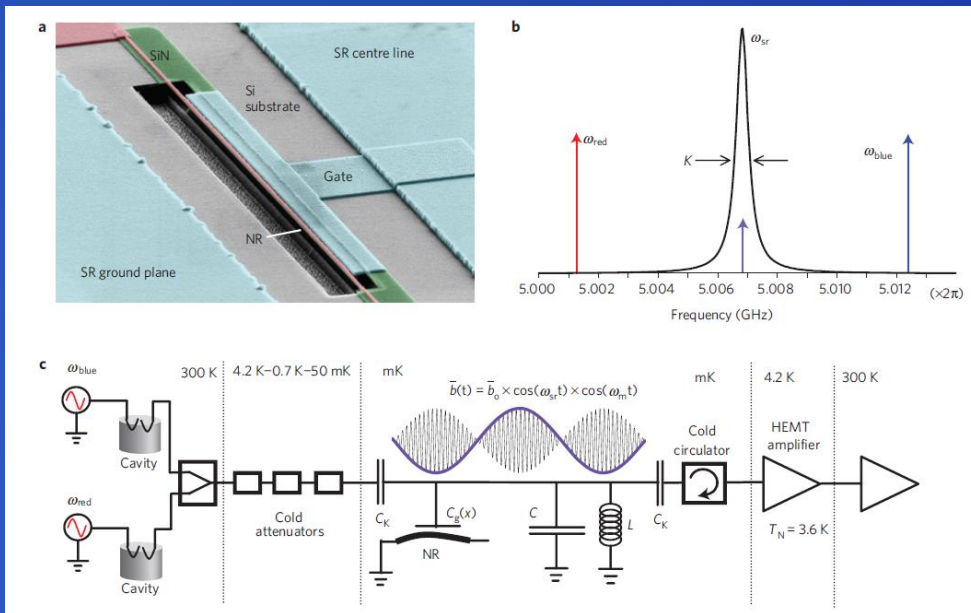 a
SiN
SR centre line
Si
substrate
Gate
NR
SR ground plane
b
ω_sr
ω_red
K
ω_blue
5.000 5.002 5.004 5.006 5.008 5.010 5.012 (×2π)
Frequency (GHz)
c
ω_blue
300 K
4.2 K–0.7 K–50 mK
mK
b̄(t) = b̄_o × cos(ω_sr t) × cos(ω_m t)
mK
4.2 K
300 K
Cavity
Cold
circulator
HEMT
amplifier
ω_red
Cold
attenuators
C_K
C_g(x)
NR
C
L
C_K
T_N = 3.6 K
Cavity